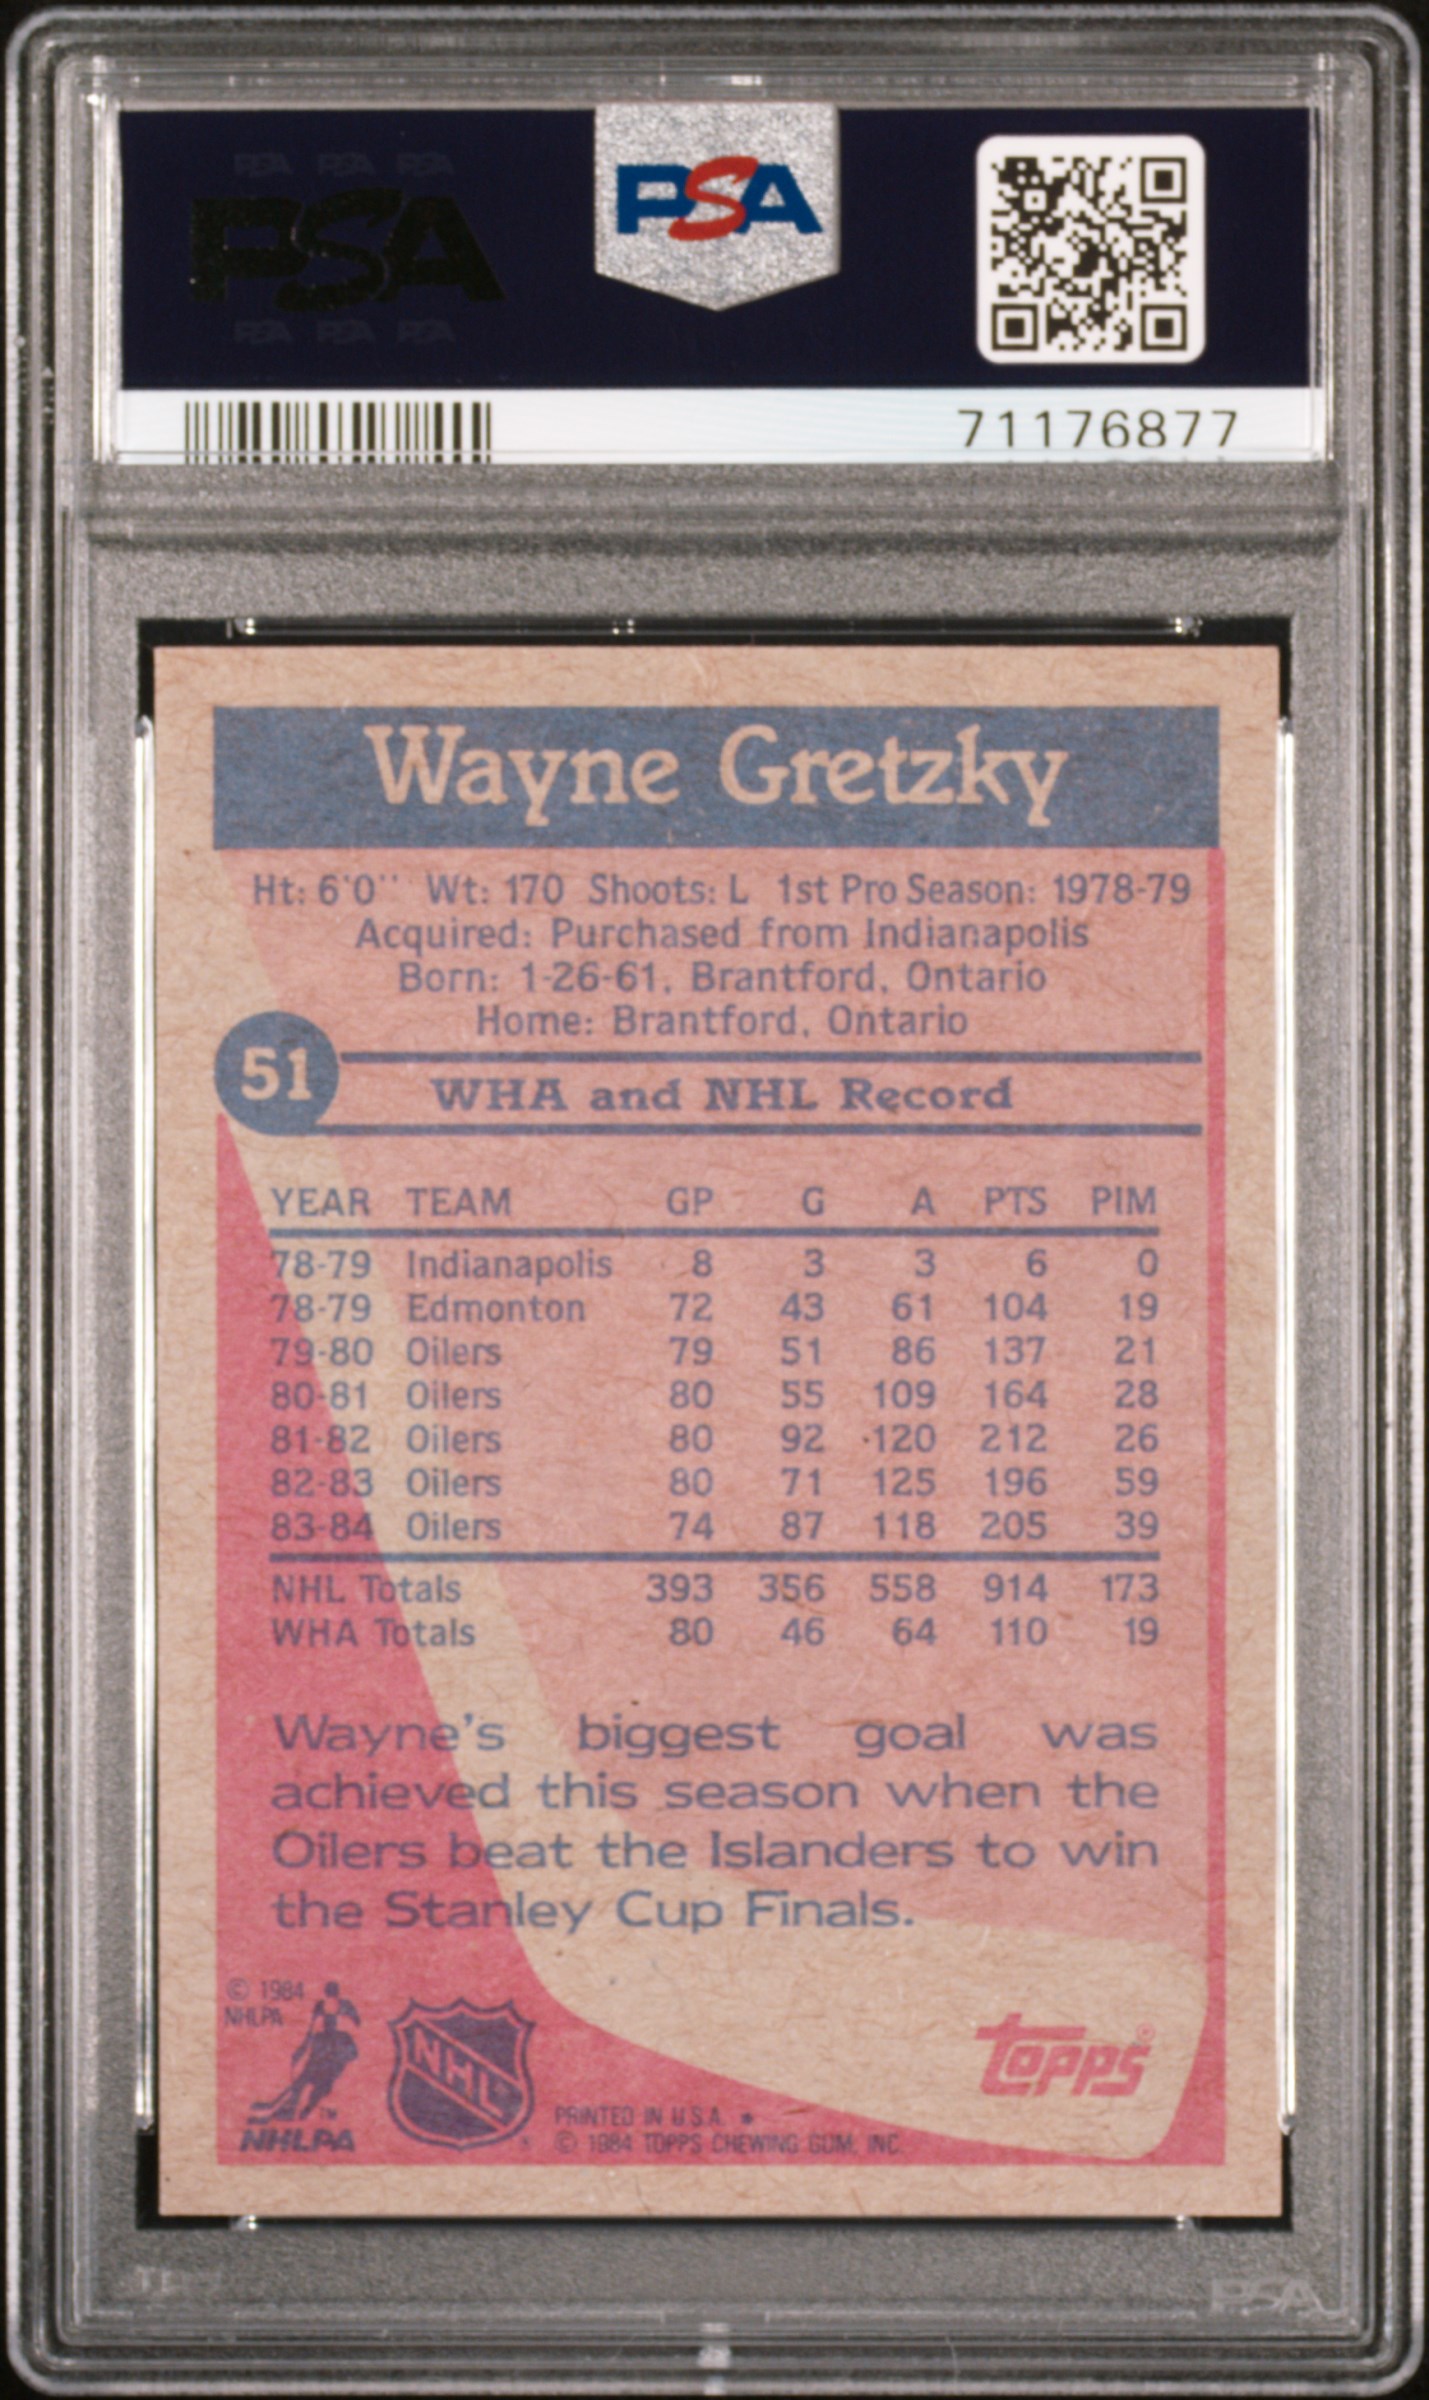 PSA PSA PSA
PSA
PSA PSA PSA
PSA
71176877
Wayne Gretzky
Ht: 6'0'' Wt: 170 Shoots: L 1st Pro Season: 1978-79
Acquired: Purchased from Indianapolis
Born: 1-26-61, Brantford, Ontario
Home: Brantford, Ontario
51
WHA and NHL Record
YEAR TEAM GP G A PTS PIM
78-79 Indianapolis 8 3 3 6 0
78-79 Edmonton 72 43 61 104 19
79-80 Oilers 79 51 86 137 21
80-81 Oilers 80 55 109 164 28
81-82 Oilers 80 92 120 212 26
82-83 Oilers 80 71 125 196 59
83-84 Oilers 74 87 118 205 39
NHL Totals 393 356 558 914 173
WHA Totals 80 46 64 110 19
Wayne's biggest goal was
achieved this season when the
Oilers beat the Islanders to win
the Stanley Cup Finals.
© 1984
NHLPA
NHL
TM
NHLPA
topps®
PRINTED IN U.S.A. *
© 1984 TOPPS CHEWING GUM, INC.
PSA